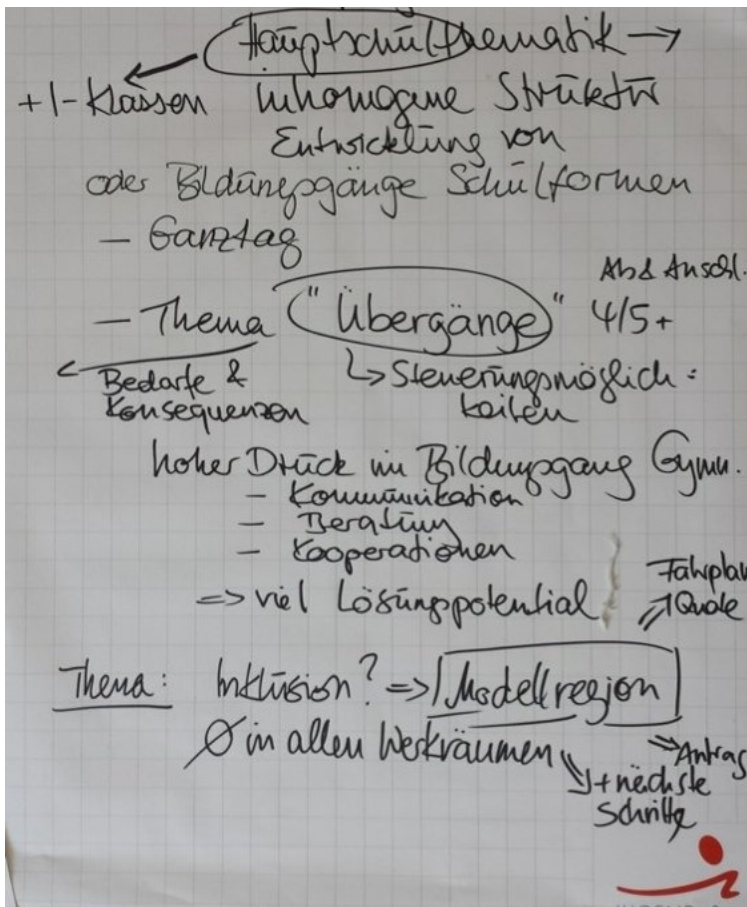 Hauptschulthematik →
+/- Klassen inhomogene Struktur
Entwicklung von
oder Bildungsgänge Schulformen
- Ganztag
Ab & Anschl.
- Thema "Übergänge" 4/5 +
Bedarfe &
Konsequenzen
↳ Steuerungsmöglich=
keiten
hoher Druck im Bildungsgang Gymn.
- Kommunikation
- Beratung
- Kooperationen
=> viel Lösungspotential
Fahrplan
Quote
Thema: Inklusion? => Modellregion
Ø in allen Werkräumen
=> Antrag
+ nächste
Schritte